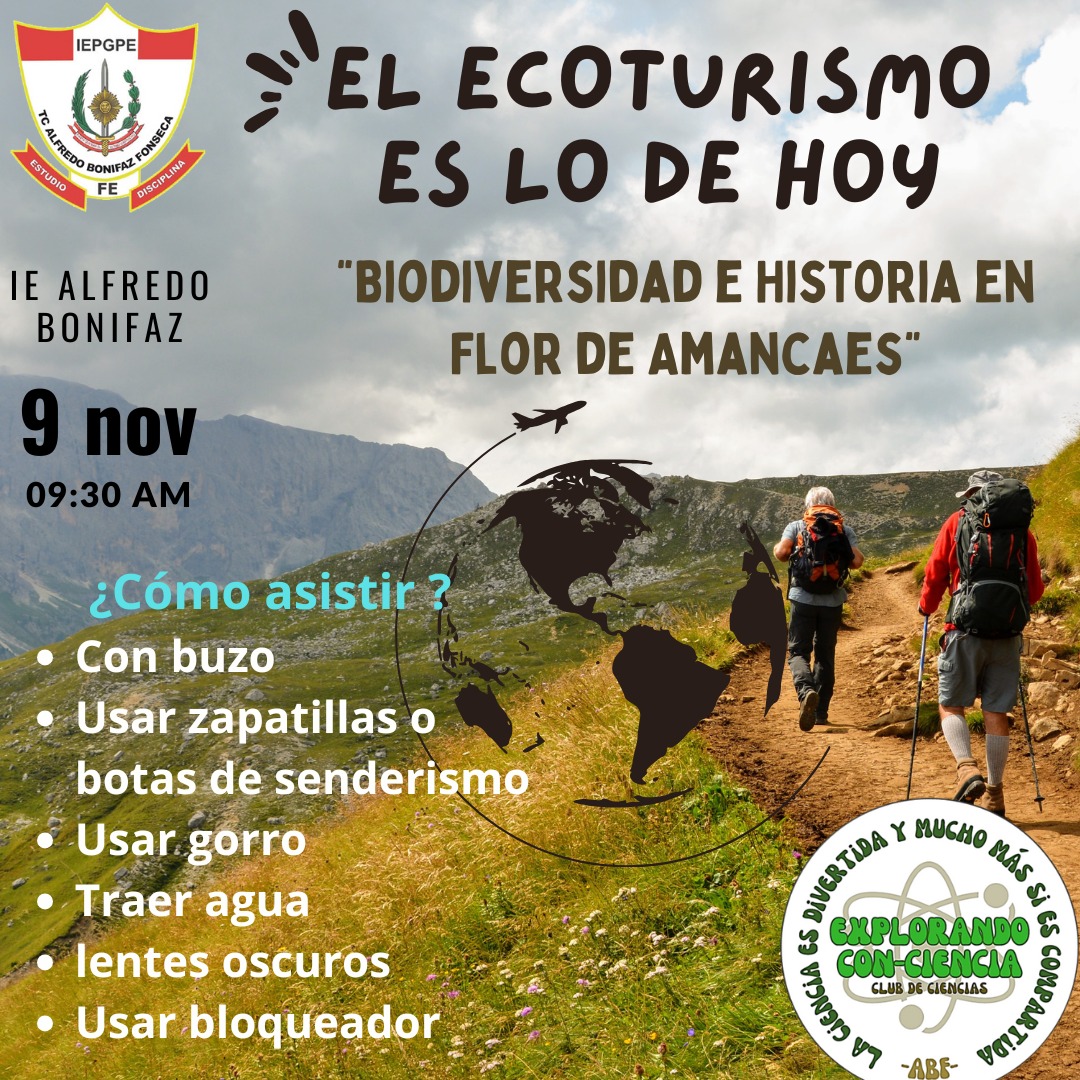 IEPGPE
TC ALFREDO BONIFAZ FONSECA
ESTUDIO
FE
DISCIPLINA
EL ECOTURISMO
ES LO DE HOY
IE ALFREDO
BONIFAZ
"BIODIVERSIDAD E HISTORIA EN
FLOR DE AMANCAES"
9 nov
09:30 AM
¿Cómo asistir ?
• Con buzo
• Usar zapatillas o
botas de senderismo
• Usar gorro
• Traer agua
• lentes oscuros
• Usar bloqueador
LA CIENCIA ES DIVERTIDA Y MUCHO MÁS SI ES COMPARTIDA
EXPLORANDO
CON-CIENCIA
CLUB DE CIENCIAS
-ABF-